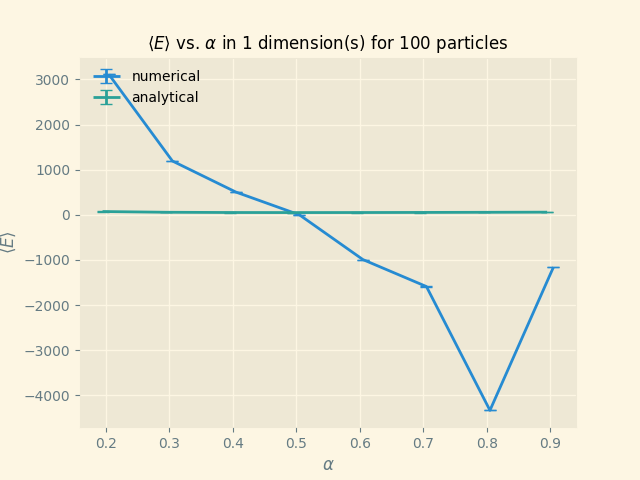 ⟨E⟩ vs. α in 1 dimension(s) for 100 particles
numerical
analytical
3000
2000
1000
0
−1000
−2000
−3000
−4000
⟨E⟩
0.2 0.3 0.4 0.5 0.6 0.7 0.8 0.9
α